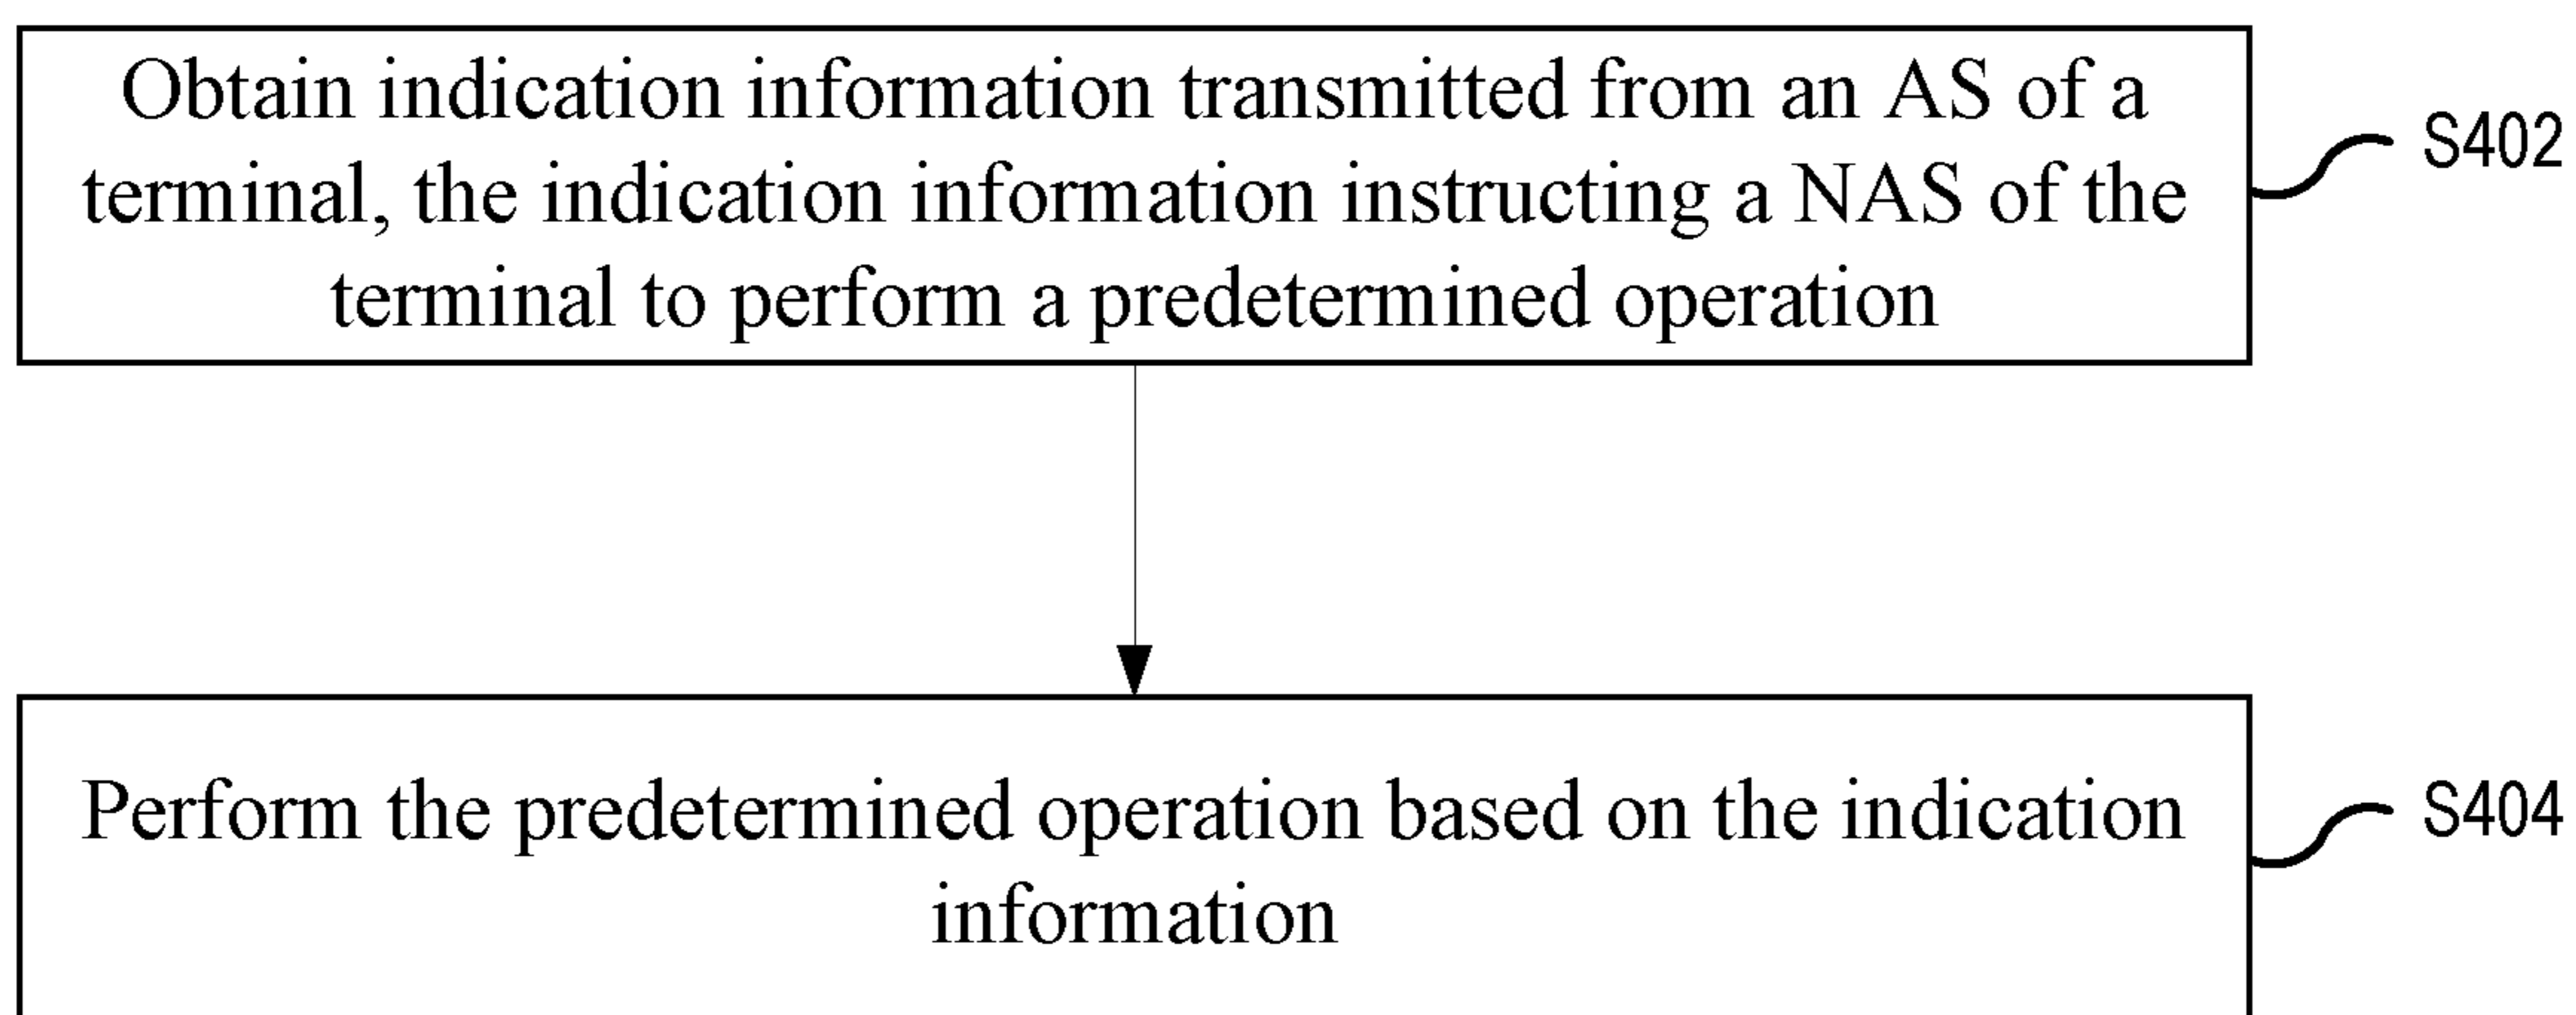 Obtain indication information transmitted from an AS of a
terminal, the indication information instructing a NAS of the
terminal to perform a predetermined operation
S402
Perform the predetermined operation based on the indication
information
S404